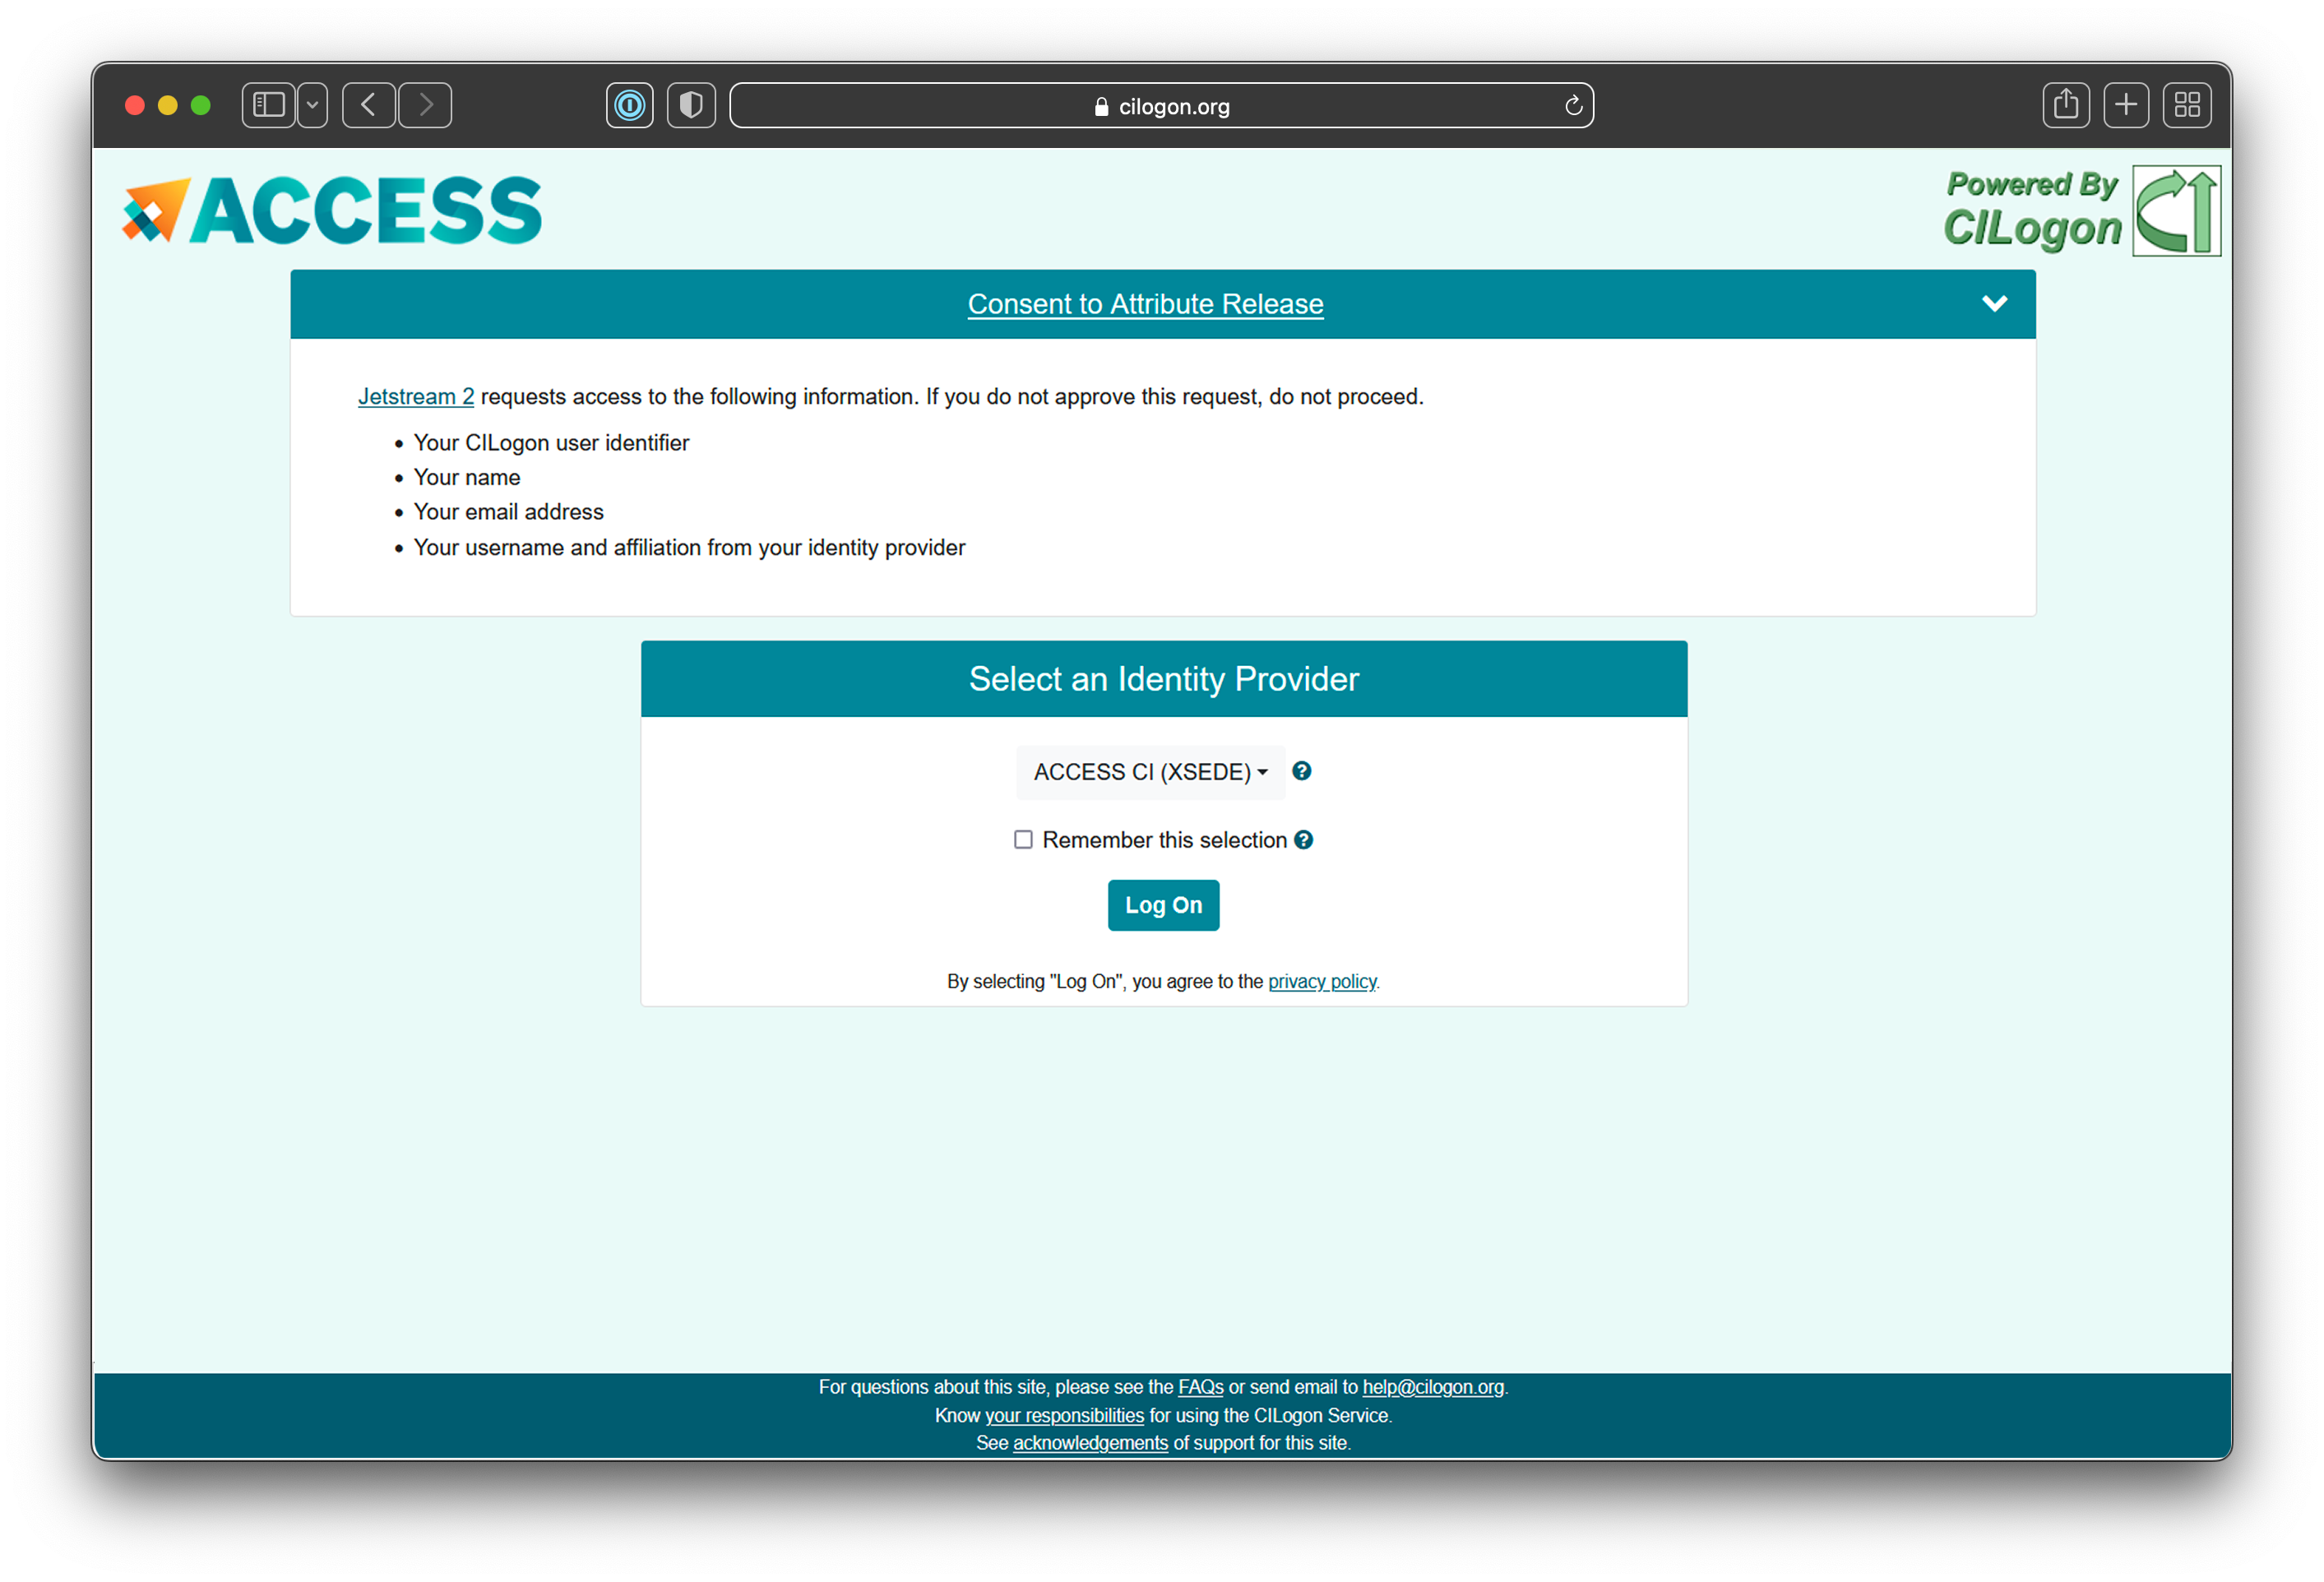 cilogon.org
ACCESS
Powered By
CILogon
Consent to Attribute Release
Jetstream 2 requests access to the following information. If you do not approve this request, do not proceed.
• Your CILogon user identifier
• Your name
• Your email address
• Your username and affiliation from your identity provider
Select an Identity Provider
ACCESS CI (XSEDE)
Remember this selection
Log On
By selecting "Log On", you agree to the privacy policy.
For questions about this site, please see the FAQs or send email to help@cilogon.org.
Know your responsibilities for using the CILogon Service.
See acknowledgements of support for this site.